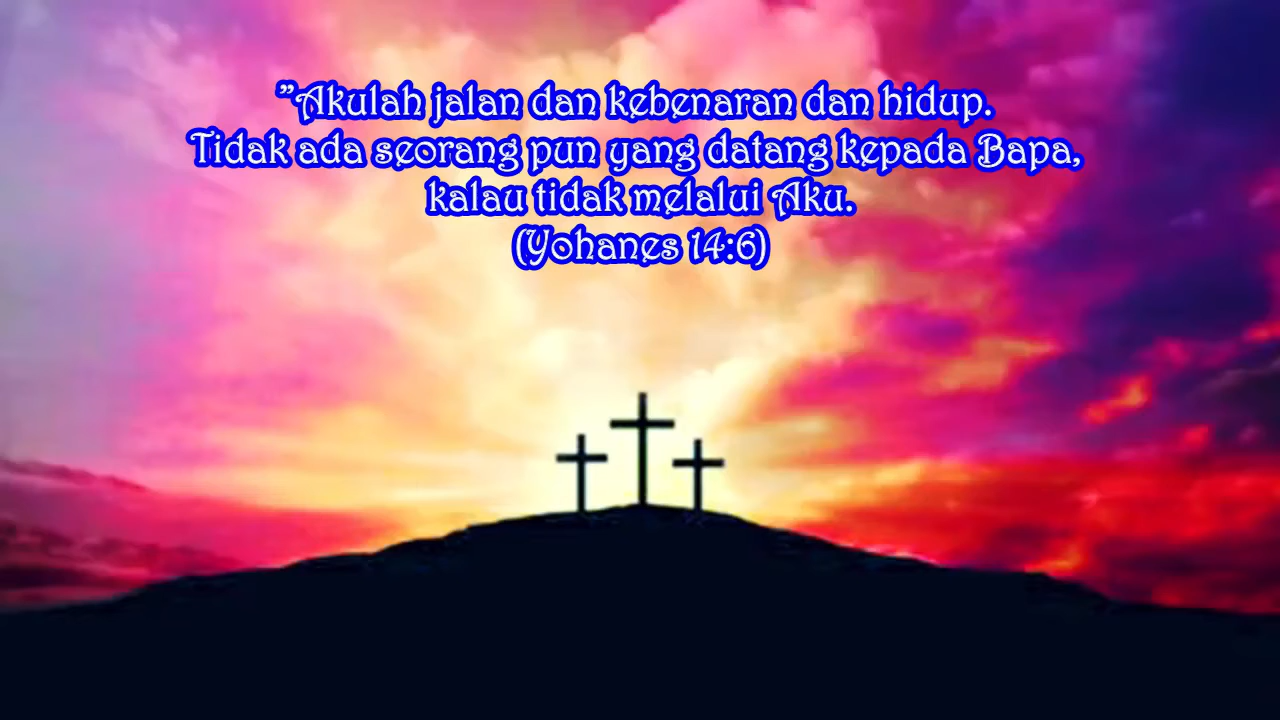 "Akulah jalan dan kebenaran dan hidup.
Tidak ada seorang pun yang datang kepada Bapa,
kalau tidak melalui Aku.
(Yohanes 14:6)